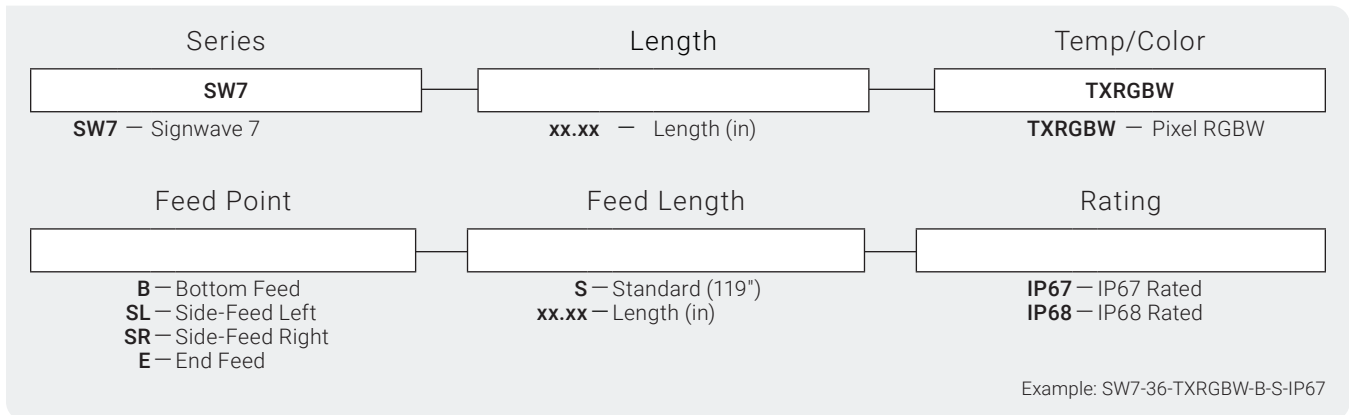 Series Length Temp/Color
SW7 TXRGBW
SW7 — Signwave 7 xx.xx — Length (in) TXRGBW — Pixel RGBW
Feed Point Feed Length Rating
B — Bottom Feed S — Standard (119") IP67 — IP67 Rated
SL — Side-Feed Left xx.xx — Length (in) IP68 — IP68 Rated
SR — Side-Feed Right
E — End Feed
Example: SW7-36-TXRGBW-B-S-IP67